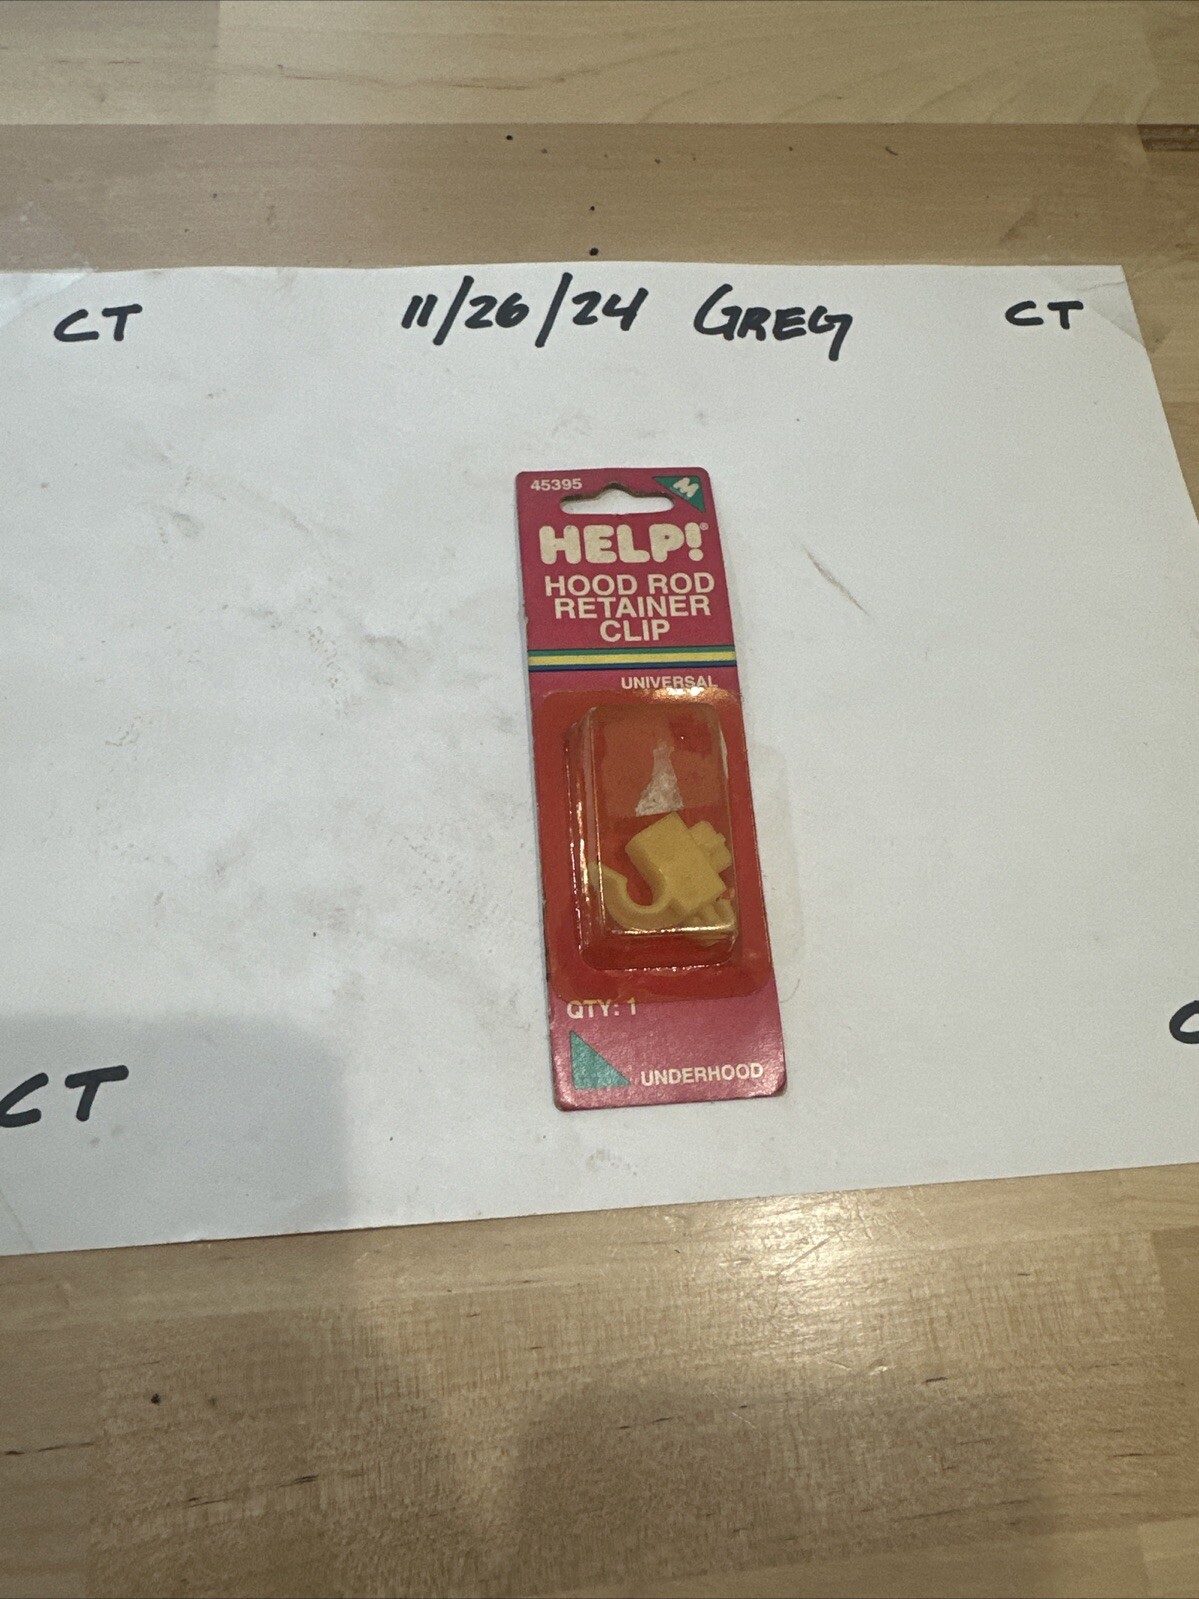 CT 11/26/24 GREG CT
45395
M
HELP!®
HOOD ROD
RETAINER
CLIP
UNIVERSAL
QTY: 1
UNDERHOOD
CT